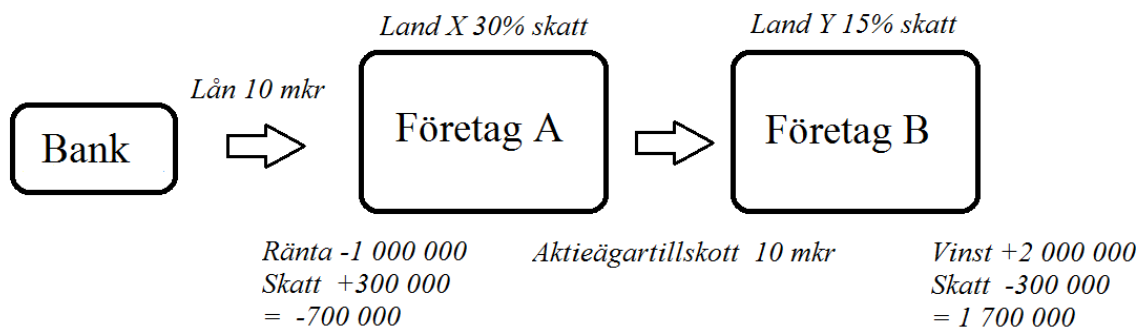 Land X 30% skatt
Land Y 15% skatt
Lån 10 mkr
Bank
Företag A
Företag B
Ränta -1 000 000
Skatt +300 000
= -700 000
Aktieägartillskott 10 mkr
Vinst +2 000 000
Skatt -300 000
= 1 700 000